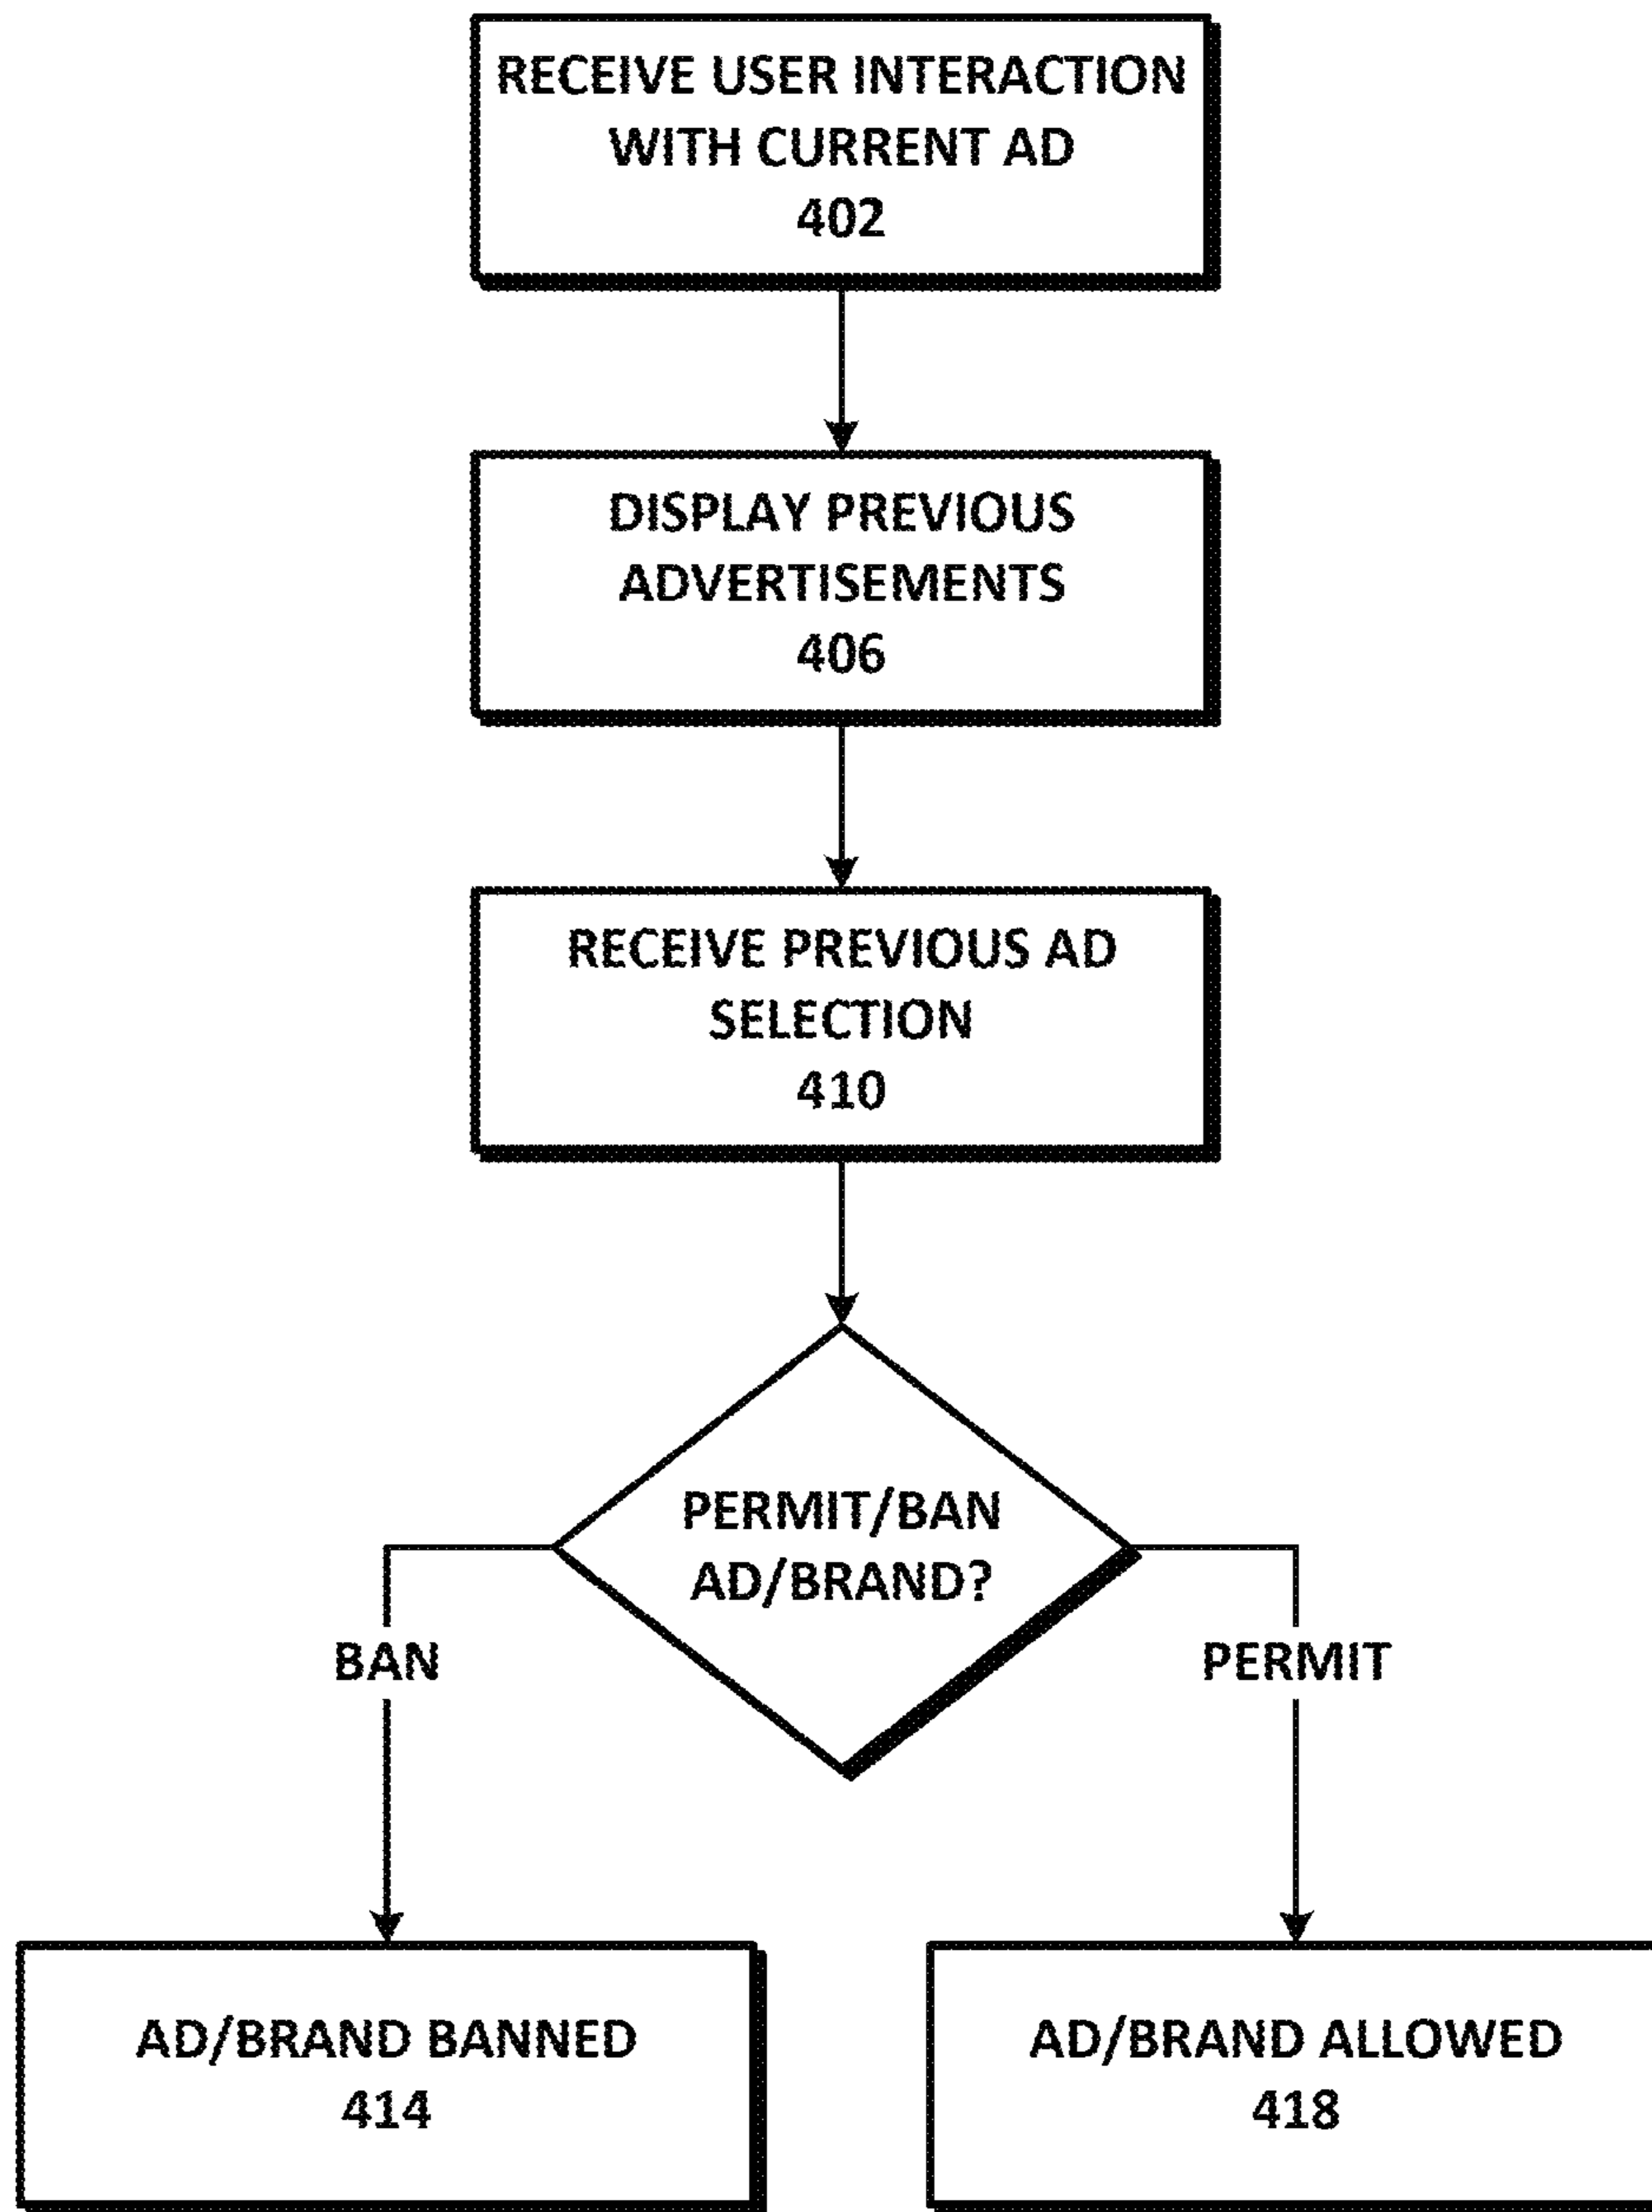 RECEIVE USER INTERACTION
WITH CURRENT AD
402
DISPLAY PREVIOUS
ADVERTISEMENTS
406
RECEIVE PREVIOUS AD
SELECTION
410
PERMIT/BAN
AD/BRAND?
BAN
PERMIT
AD/BRAND BANNED
414
AD/BRAND ALLOWED
418